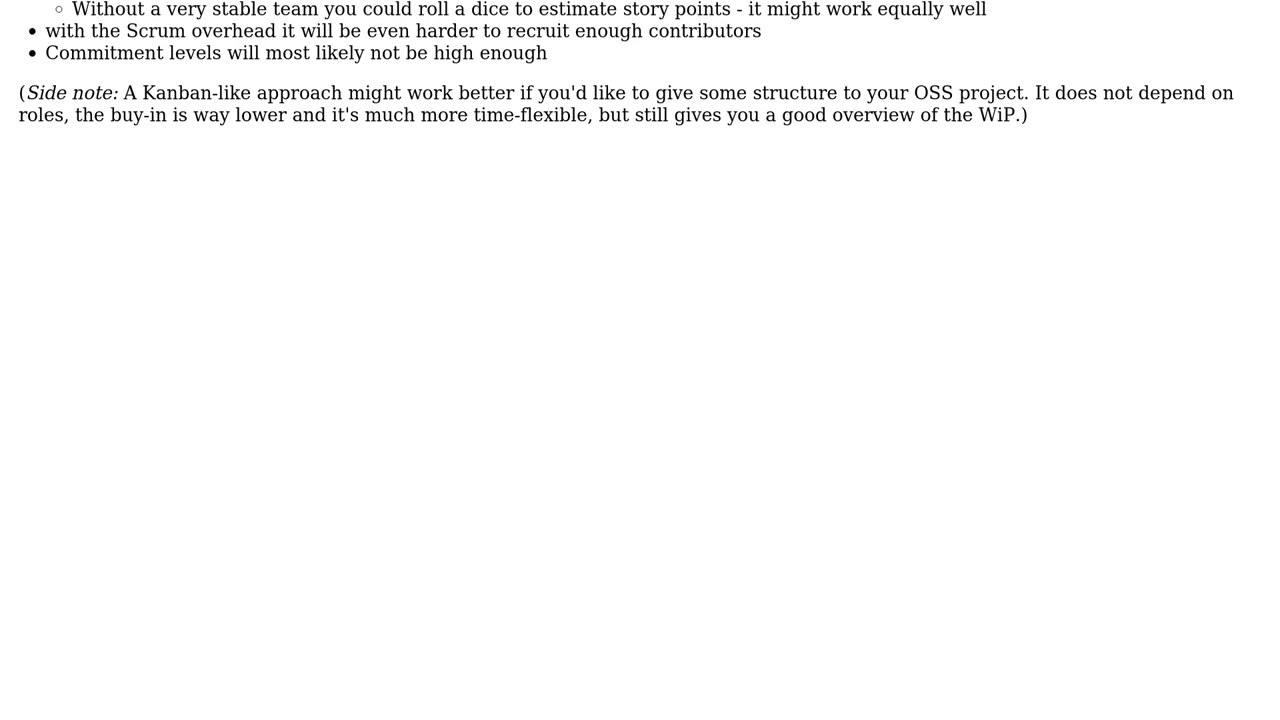 Without a very stable team you could roll a dice to estimate story points - it might work equally well
with the Scrum overhead it will be even harder to recruit enough contributors
Commitment levels will most likely not be high enough
(Side note: A Kanban-like approach might work better if you'd like to give some structure to your OSS project. It does not depend on
roles, the buy-in is way lower and it's much more time-flexible, but still gives you a good overview of the WiP.)